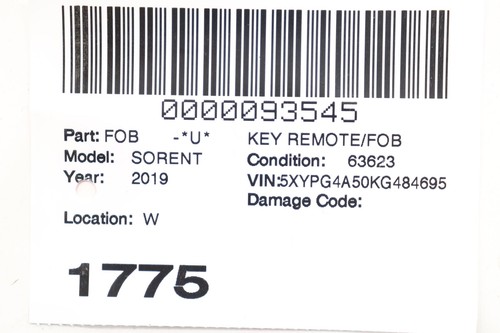 0000093545
Part: FOB -*U* KEY REMOTE/FOB
Model: SORENT Condition: 63623
Year: 2019 VIN:5XYPG4A50KG484695
Damage Code:
Location: W
1775